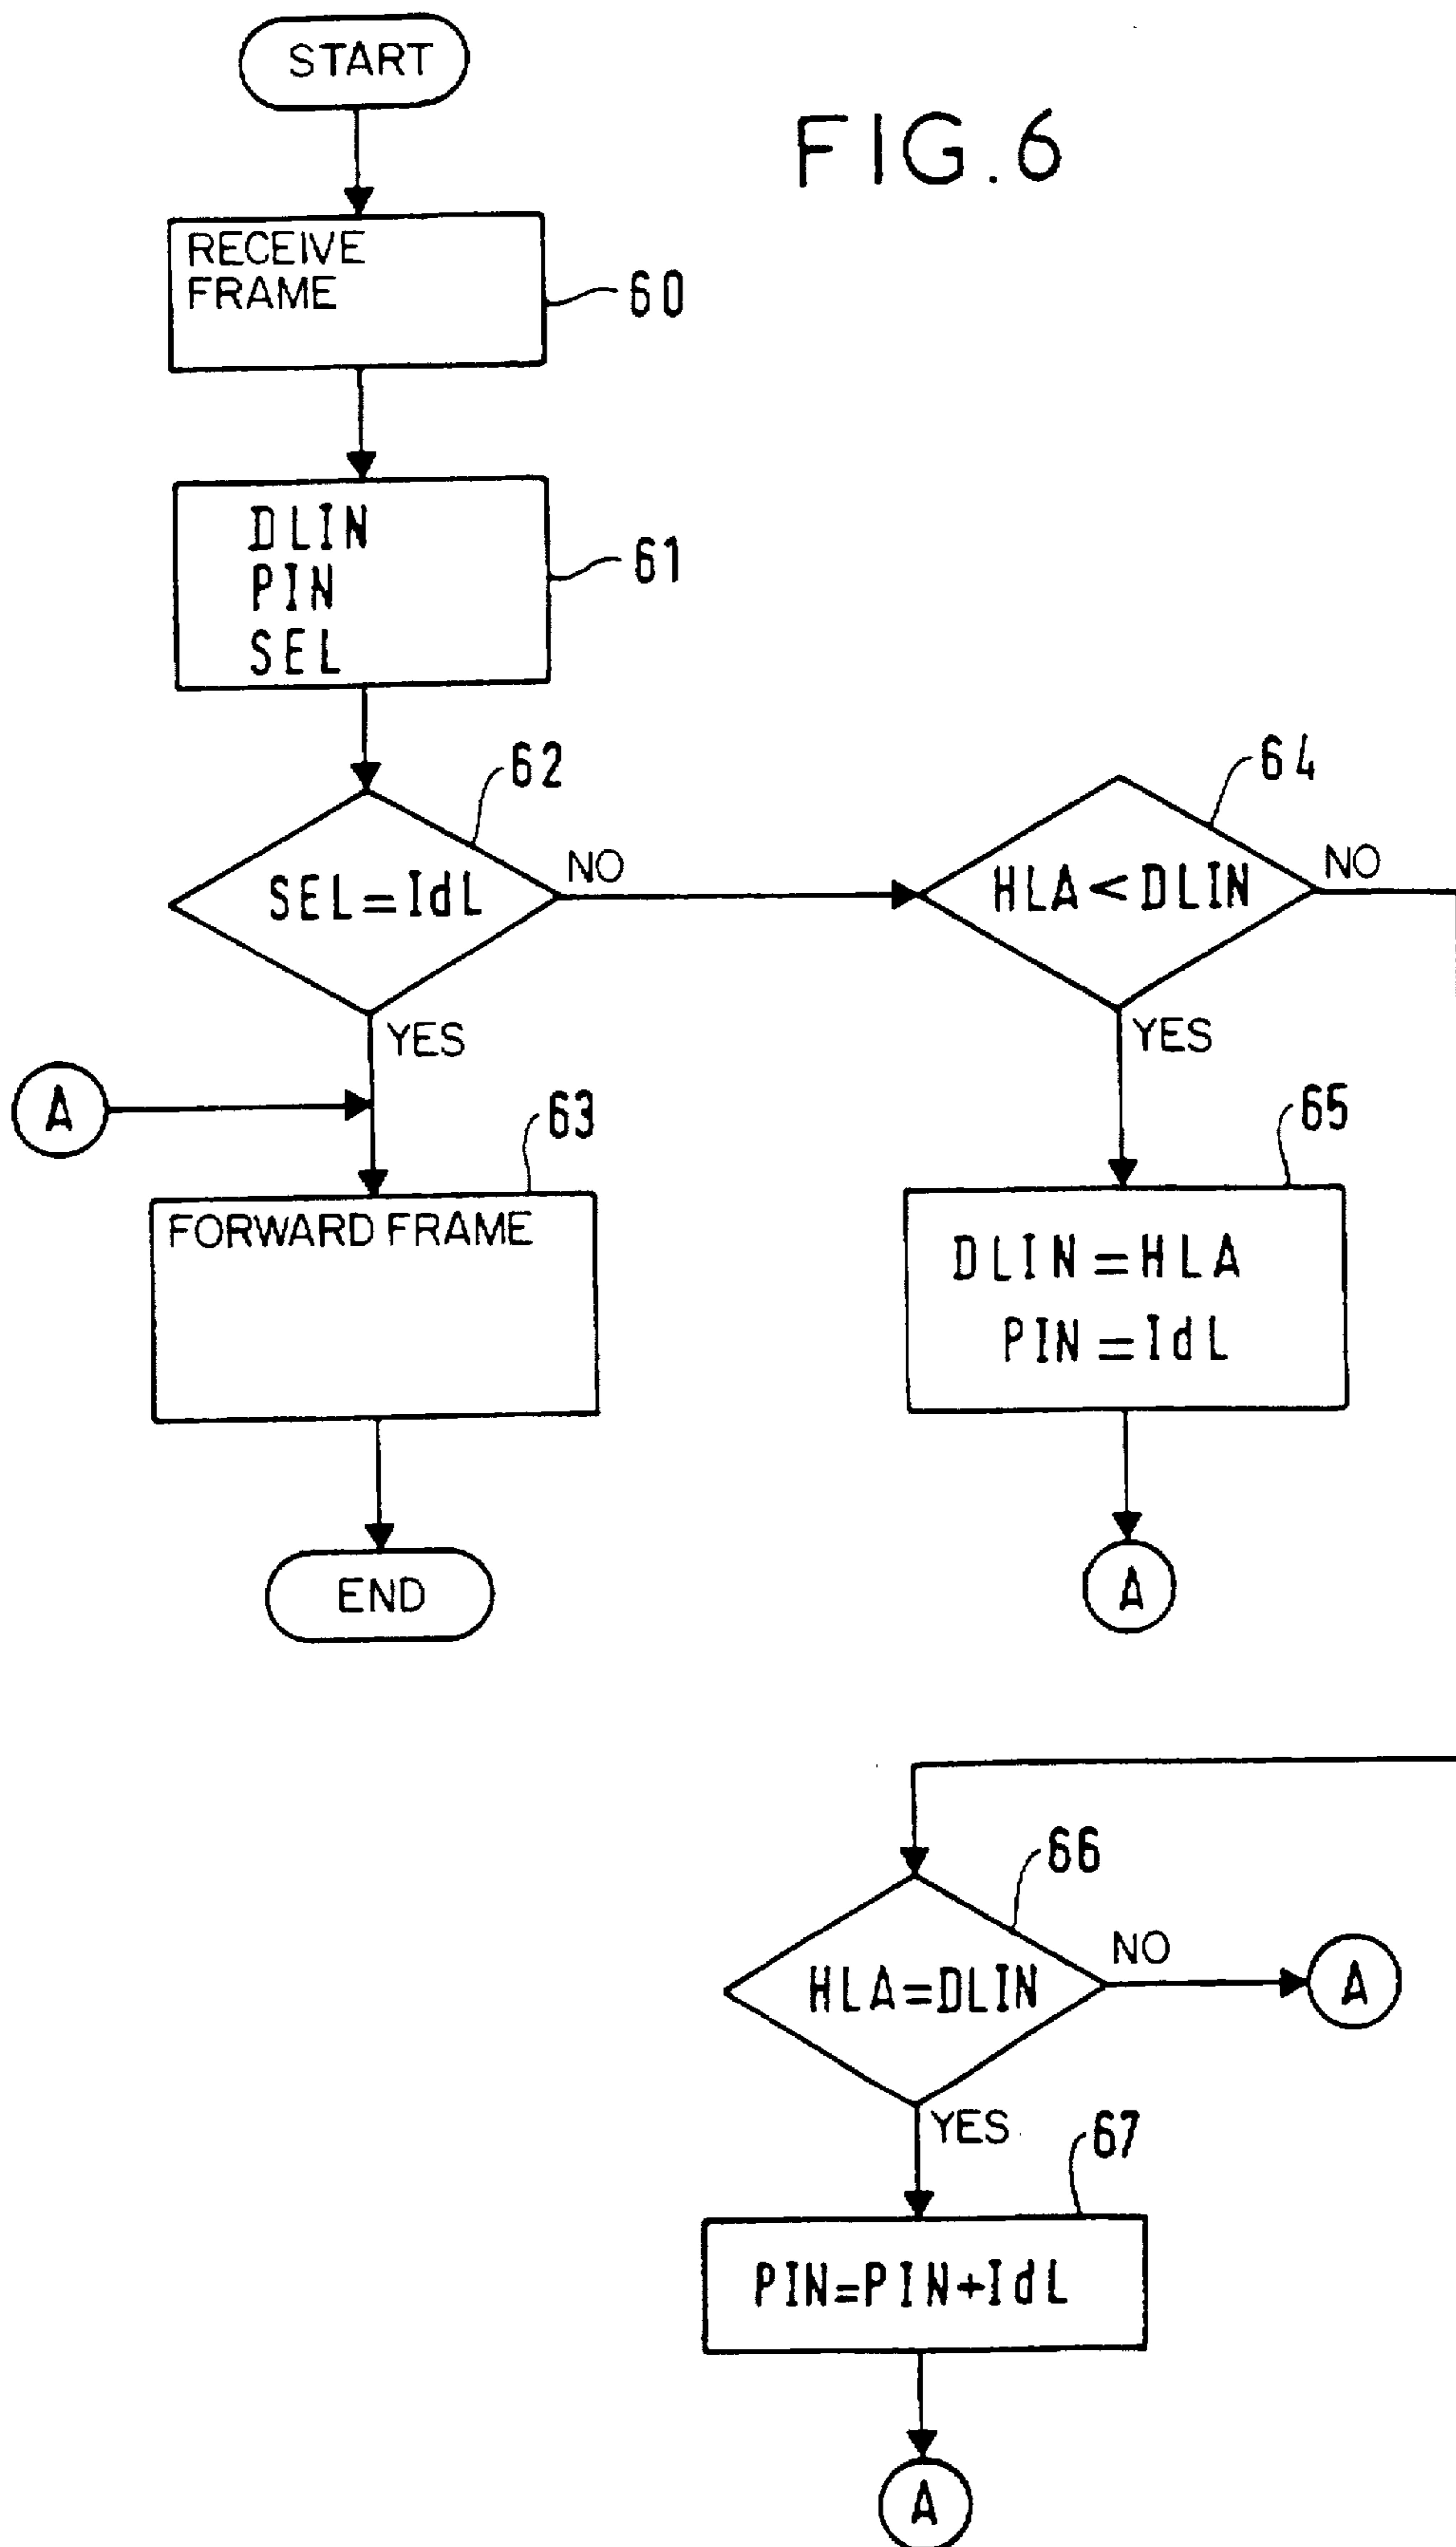 START
FIG.6
RECEIVE
FRAME
60
DLIN
PIN
SEL
61
62
SEL=IdL
NO
YES
64
HLA<DLIN
NO
YES
A
63
FORWARD FRAME
65
DLIN=HLA
PIN=IdL
END
A
66
HLA=DLIN
NO
A
YES
67
PIN=PIN+IdL
A